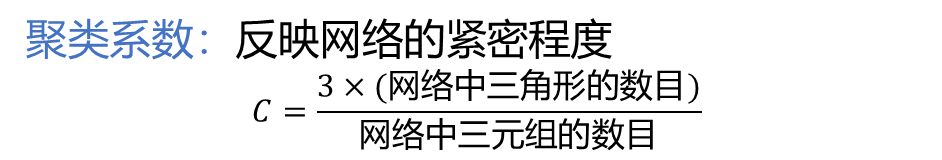 聚类系数：反映网络的紧密程度
C = \frac{3 × (网络中三角形的数目)}{网络中三元组的数目}